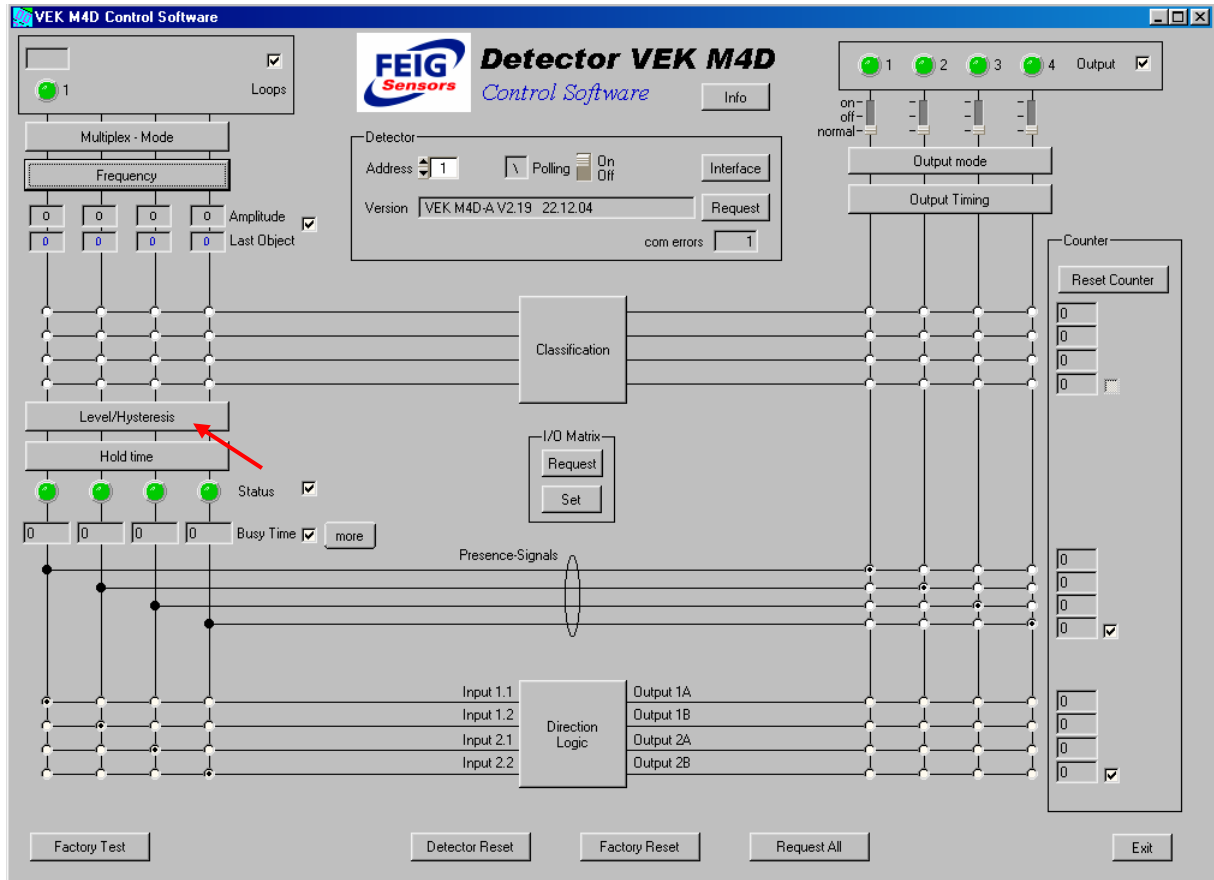 VEK M4D Control Software
1
Loops
Multiplex - Mode
Frequency
0 0 0 0 Amplitude
0 0 0 0 Last Object
FEIG
Sensors
Detector VEK M4D
Control Software
Info
Detector
Address 1 \ Polling On
Off
Interface
Version VEK M4D-A V2.19 22.12.04 Request
com errors 1
1 2 3 4 Output
on-
off-
normal-
Output mode
Output Timing
Counter
Reset Counter
0
0
0
0
Classification
Level/Hysteresis
Hold time
Status
0 0 0 0 Busy Time more
I/O Matrix
Request
Set
Presence-Signals
0
0
0
0
Input 1.1
Input 1.2
Input 2.1
Input 2.2
Direction
Logic
Output 1A
Output 1B
Output 2A
Output 2B
0
0
0
0
Factory Test
Detector Reset
Factory Reset
Request All
Exit